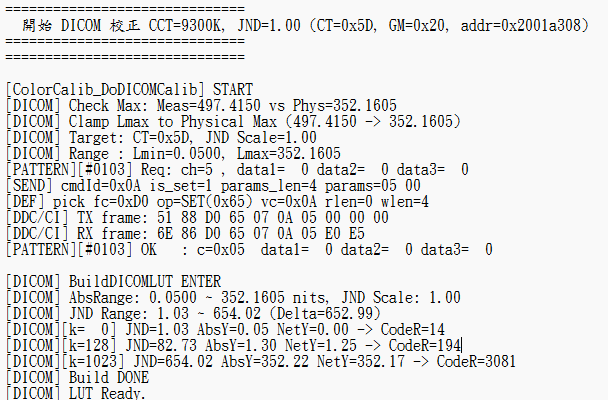 ==============================
開始 DICOM 校正 CCT=9300K, JND=1.00 (CT=0x5D, GM=0x20, addr=0x2001a308)
==============================
==============================
[ColorCalib_DoDICOMCalib] START
[DICOM] Check Max: Meas=497.4150 vs Phys=352.1605
[DICOM] Clamp Lmax to Physical Max (497.4150 -> 352.1605)
[DICOM] Target: CT=0x5D, JND Scale=1.00
[DICOM] Range : Lmin=0.0500, Lmax=352.1605
[PATTERN][#0103] Req: ch=5 , data1=  0 data2=  0 data3=  0
[SEND] cmdId=0x0A is_set=1 params_len=4 params=05 00
[DEF] pick fc=0xD0 op=SET(0x65) vc=0x0A rlen=0 wlen=4
[DDC/CI] TX frame: 51 88 D0 65 07 0A 05 00 00 00
[DDC/CI] RX frame: 6E 86 D0 65 07 0A 05 E0 E5
[PATTERN][#0103] OK   : c=0x05  data1=  0 data2=  0 data3=  0
[DICOM] BuildDICOMLUT ENTER
[DICOM] AbsRange: 0.0500 ~ 352.1605 nits, JND Scale: 1.00
[DICOM] JND Range: 1.03 ~ 654.02 (Delta=652.99)
[DICOM][k=  0] JND=1.03 AbsY=0.05 NetY=0.00 -> CodeR=14
[DICOM][k=128] JND=82.73 AbsY=1.30 NetY=1.25 -> CodeR=194
[DICOM][k=1023] JND=654.02 AbsY=352.22 NetY=352.17 -> CodeR=3081
[DICOM] Build DONE
[DICOM] LUT Ready.